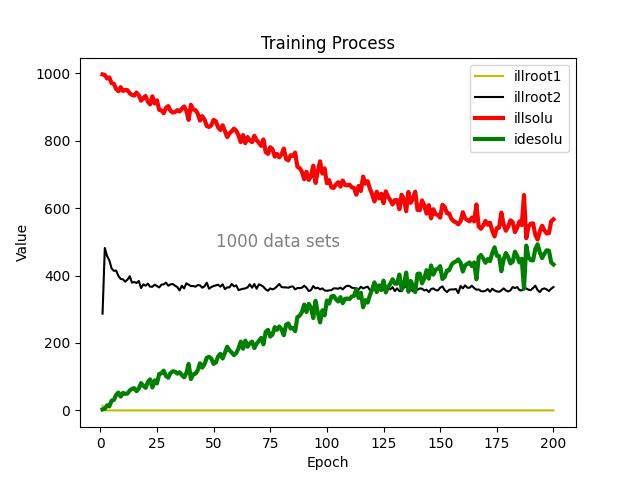 Training Process
1000
800
600
400
200
0
Value
illroot1
illroot2
illsolu
idesolu
1000 data sets
0 25 50 75 100 125 150 175 200
Epoch